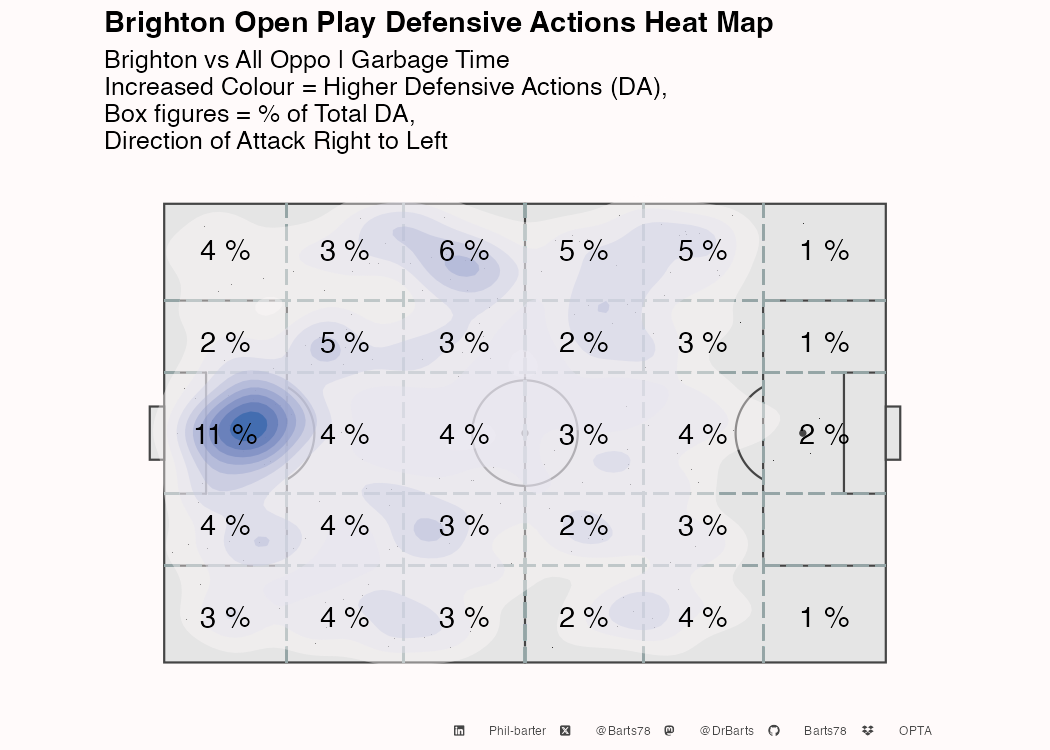 Brighton Open Play Defensive Actions Heat Map
Brighton vs All Oppo | Garbage Time
Increased Colour = Higher Defensive Actions (DA),
Box figures = % of Total DA,
Direction of Attack Right to Left
4 % 3 % 6 % 5 % 5 % 1 %
2 % 5 % 3 % 2 % 3 % 1 %
11 % 4 % 4 % 3 % 4 % 2 %
4 % 4 % 3 % 2 % 3 %
3 % 4 % 3 % 2 % 4 % 1 %
Phil-barter @Barts78 @DrBarts Barts78 OPTA